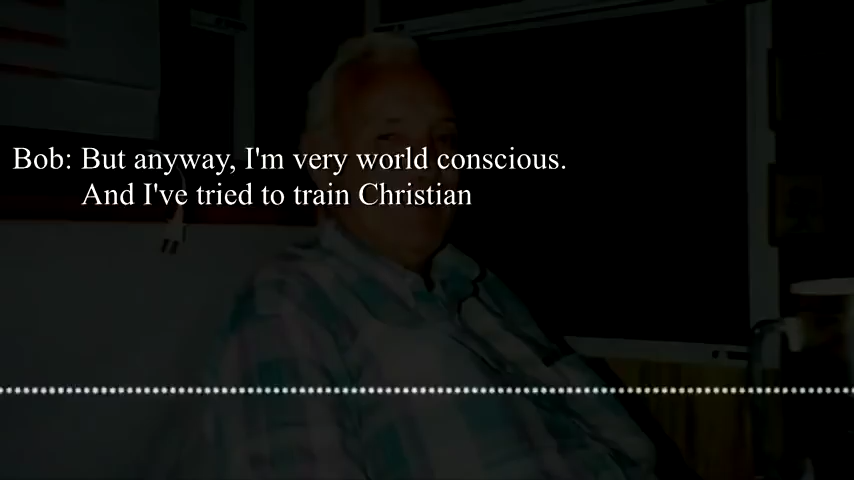 Bob: But anyway, I'm very world conscious.
And I've tried to train Christian